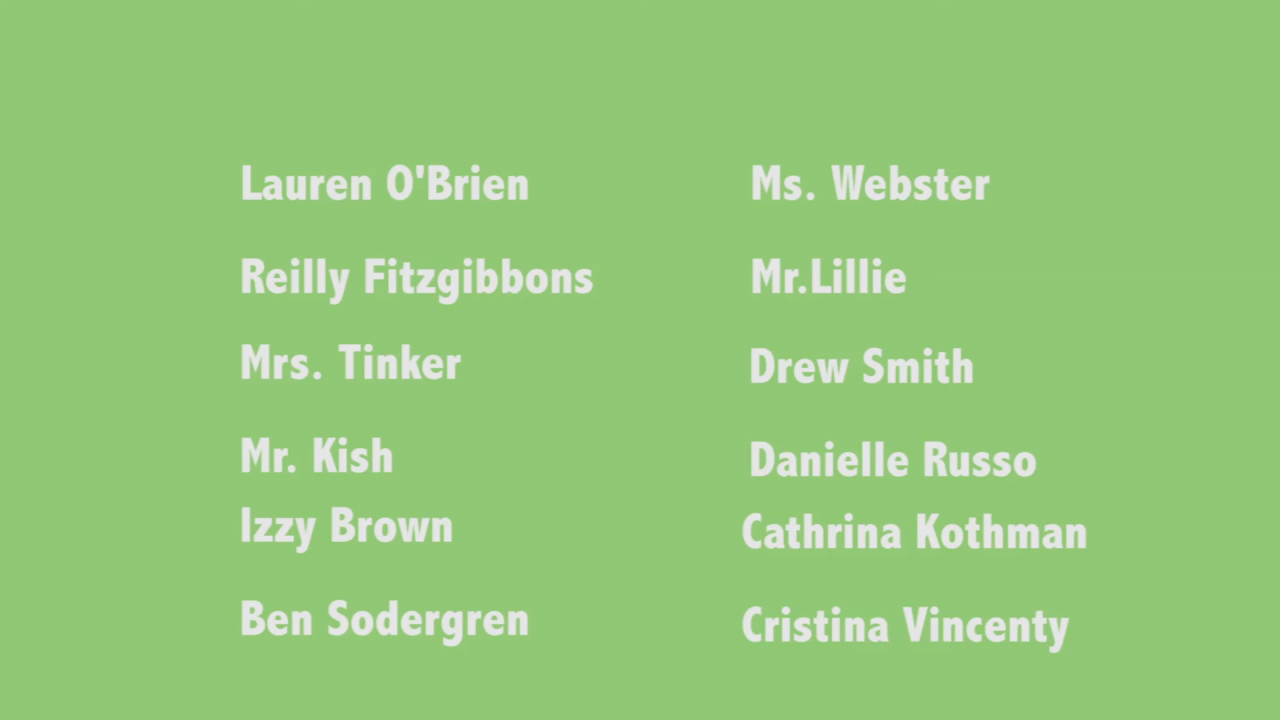 Lauren O'Brien
Reilly Fitzgibbons
Mrs. Tinker
Mr. Kish
Izzy Brown
Ben Sodergren
Ms. Webster
Mr.Lillie
Drew Smith
Danielle Russo
Cathrina Kothman
Cristina Vincenty